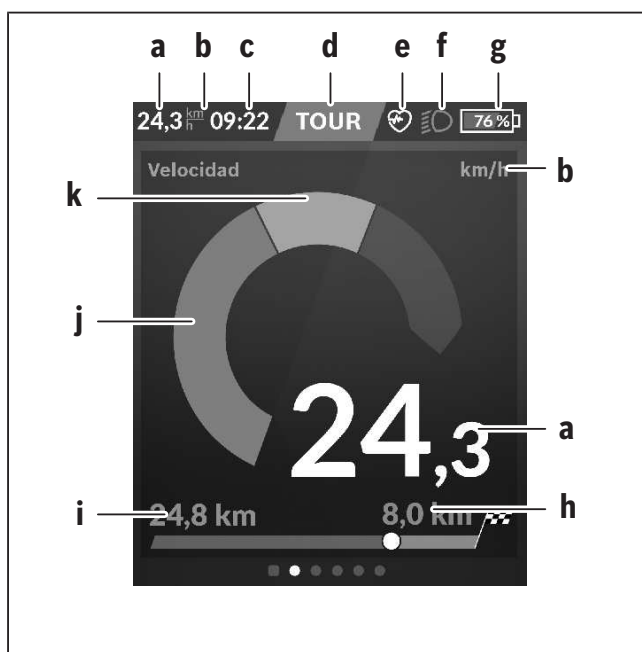 a b c d e f g
24,3 km/h 09:22 TOUR 76 %
Velocidad km/h b
k
j
24,3 a
i 24,8 km 8,0 km h